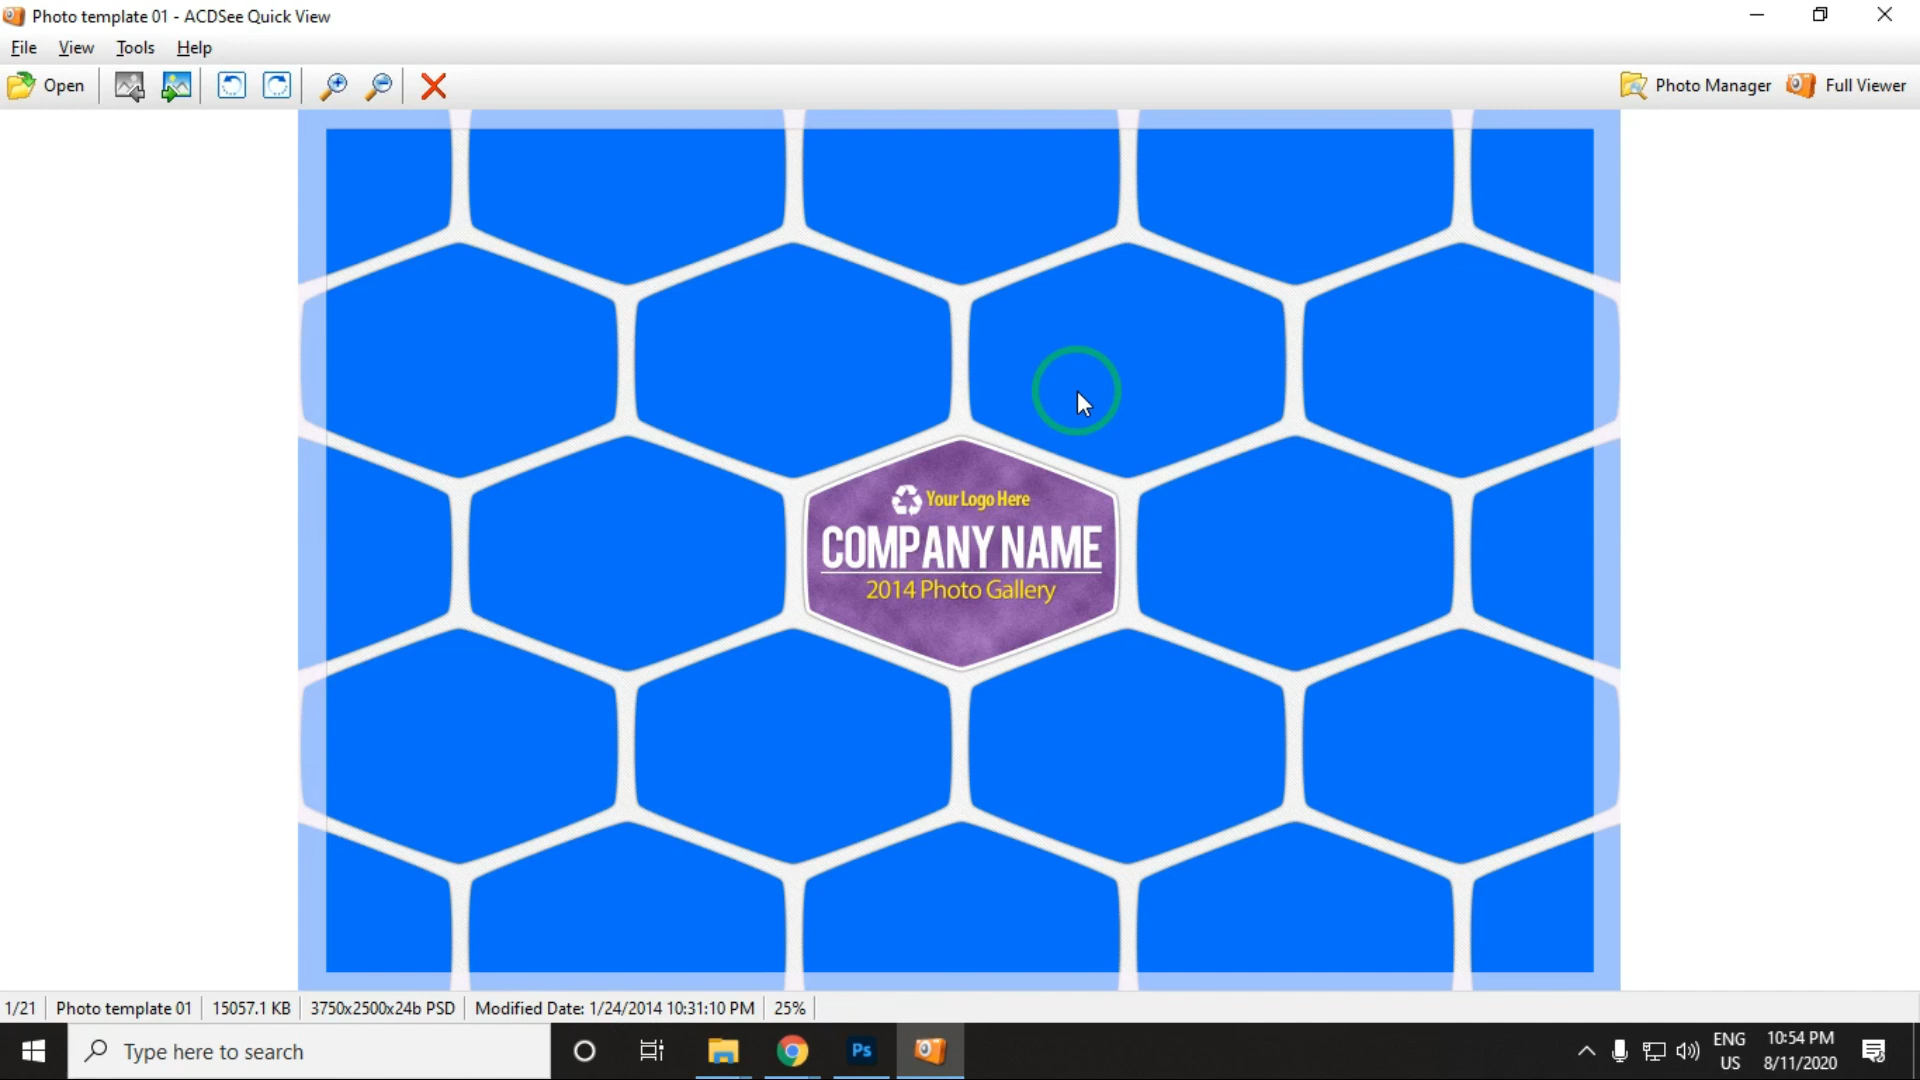 Photo template 01 - ACDSee Quick View
File View Tools Help
Open Photo Manager Full Viewer
Your Logo Here
COMPANY NAME
2014 Photo Gallery
1/21 Photo template 01 15057.1 KB 3750x2500x24b PSD Modified Date: 1/24/2014 10:31:10 PM 25%
Type here to search
Ps
ENG
US
10:54 PM
8/11/2020